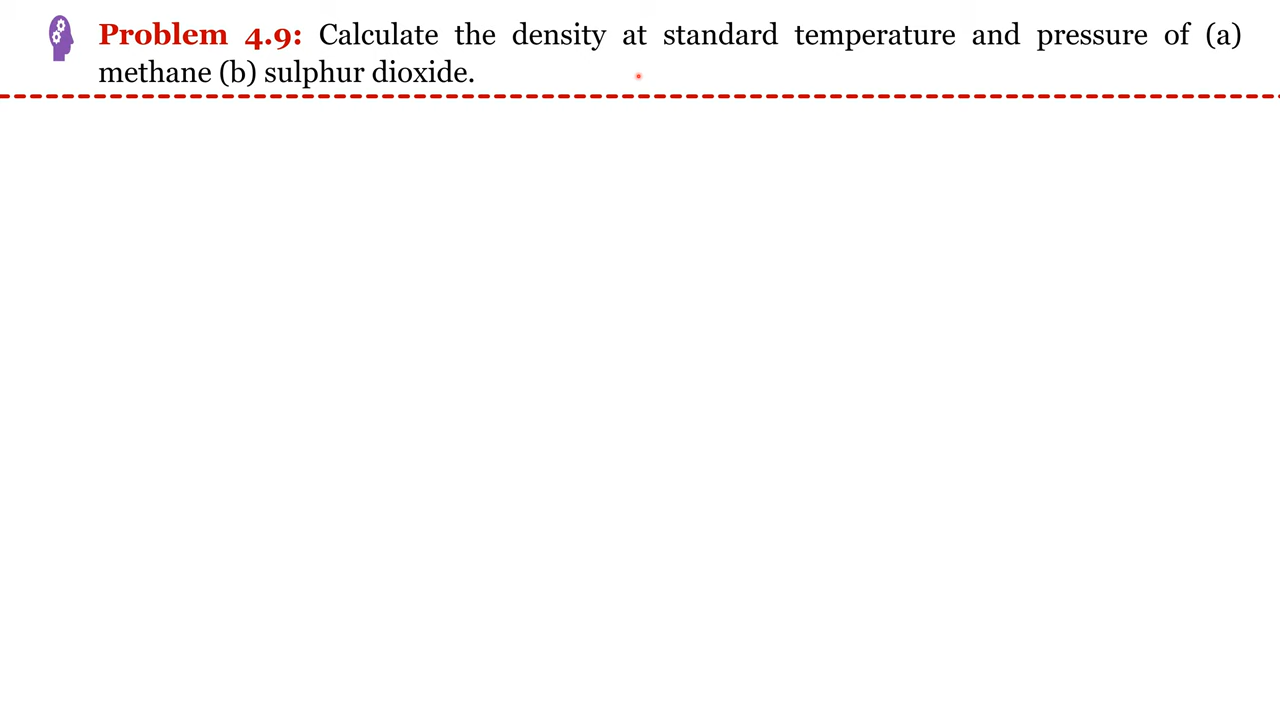 Problem 4.9: Calculate the density at standard temperature and pressure of (a)
methane (b) sulphur dioxide.